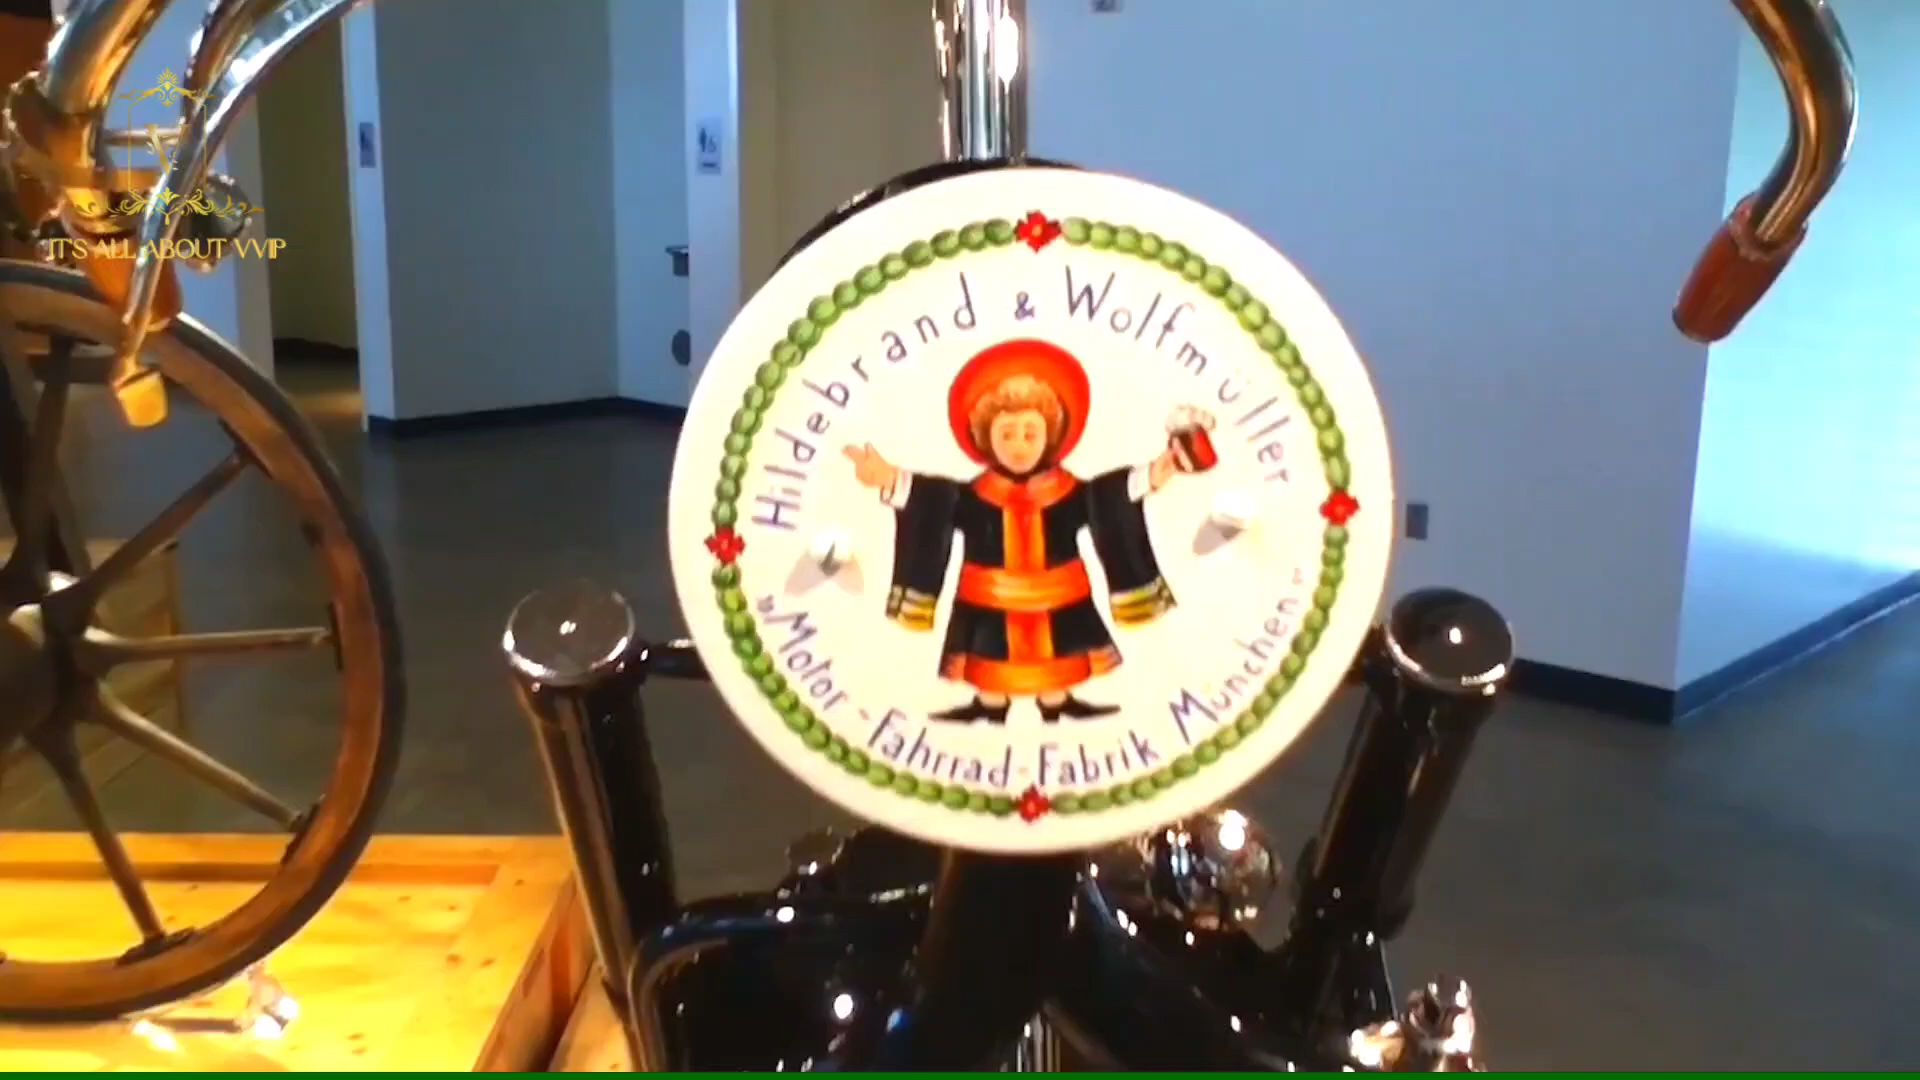 IT'S ALL ABOUT VVIP
Hildebrand & Wolfmüller
"Motor-Fahrrad-Fabrik München"